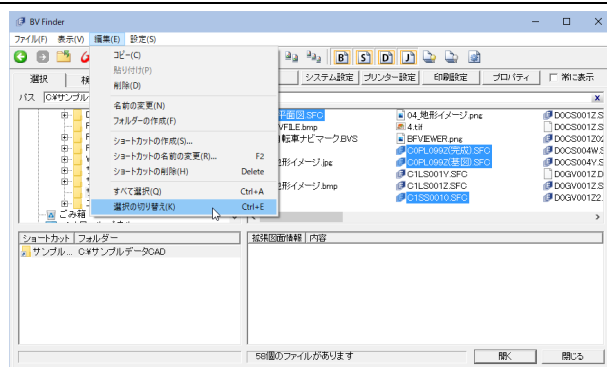 BV Finder
ファイル(F) 表示(V) 編集(E) 設定(S)
コピー(C)
貼り付け(P)
削除(D)
名前の変更(N)
フォルダーの作成(F)
ショートカットの作成(S)...
ショートカットの名前の変更(R)... F2
ショートカットの削除(H) Delete
すべて選択(Q) Ctrl+A
選択の切り替え(K) Ctrl+E
選択
システム設定 プリンター設定 印刷設定 プロパティ 常に表示
パス C:¥サンプル
平面図.SFC
VFILE.bmp
転車ナビマーク.BVS
形イメージ.jpg
形イメージ.bmp
04_地形イメージ.png
4.tif
BFVIEWER.png
C0PL099Z(完成).SFC
C0PL099Z(基図).SFC
C1LS001Y.SFC
C1LS001Z.SFC
C1SS0010.SFC
D0CS001Z.S
D0CS001Z.S
D0CS001Z02
D0CS004W.S
D0CS004Y.S
D0GV001Z.D
D0GV001Z.S
D0GV001Z2.
ごみ箱
ショートカット フォルダー
サンプル... C:¥サンプルデータCAD
拡張図面情報 内容
58個のファイルがあります
開く 閉じる